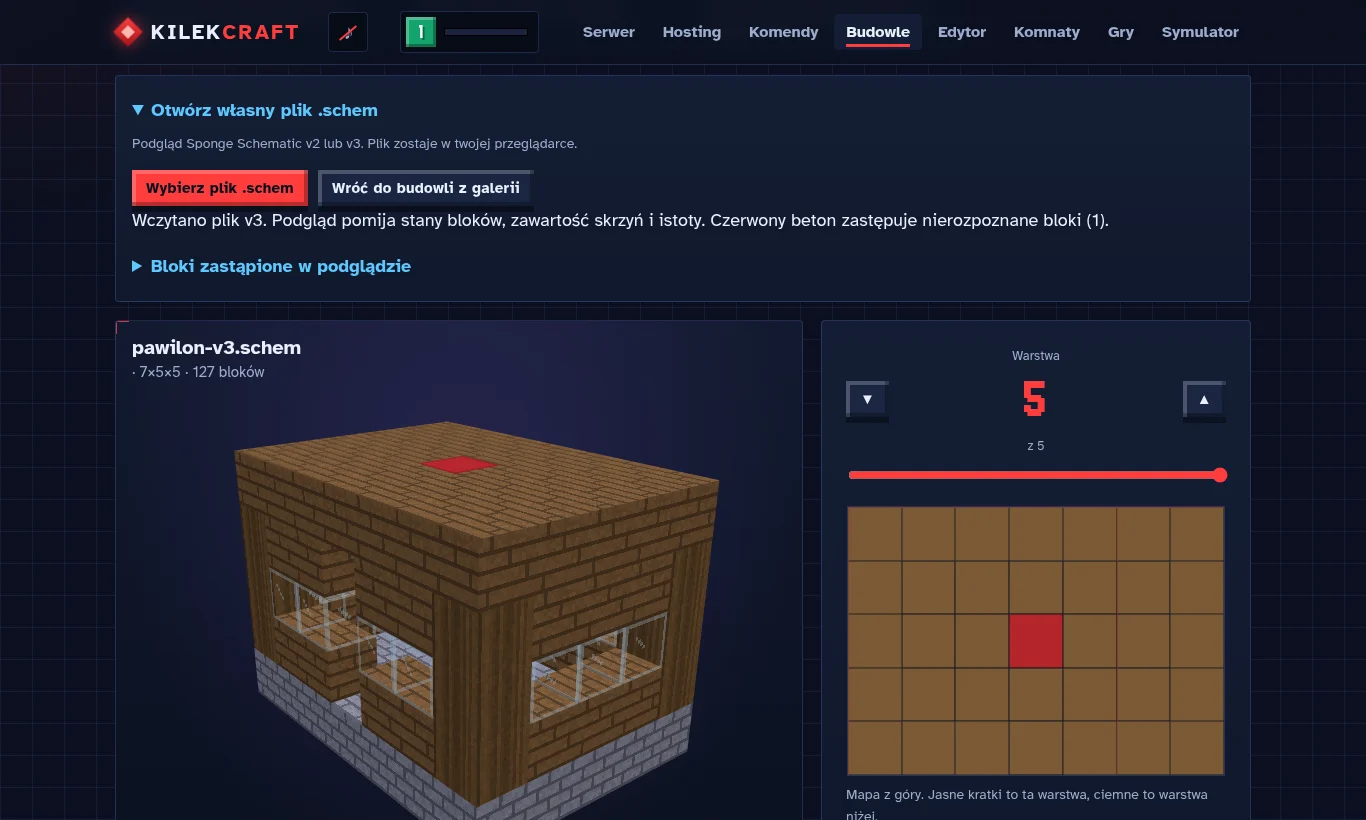 KILEKCRAFT
1
Serwer
Hosting
Komendy
Budowle
Edytor
Komnaty
Gry
Symulator
▼ Otwórz własny plik .schem
Podgląd Sponge Schematic v2 lub v3. Plik zostaje w twojej przeglądarce.
Wybierz plik .schem
Wróć do budowli z galerii
Wczytano plik v3. Podgląd pomija stany bloków, zawartość skrzyń i istoty. Czerwony beton zastępuje nierozpoznane bloki (1).
▶ Bloki zastąpione w podglądzie
pawilon-v3.schem
· 7×5×5 · 127 bloków
Warstwa
▼
5
▲
z 5
Mapa z góry. Jasne kratki to ta warstwa, ciemne to warstwa
niżej.